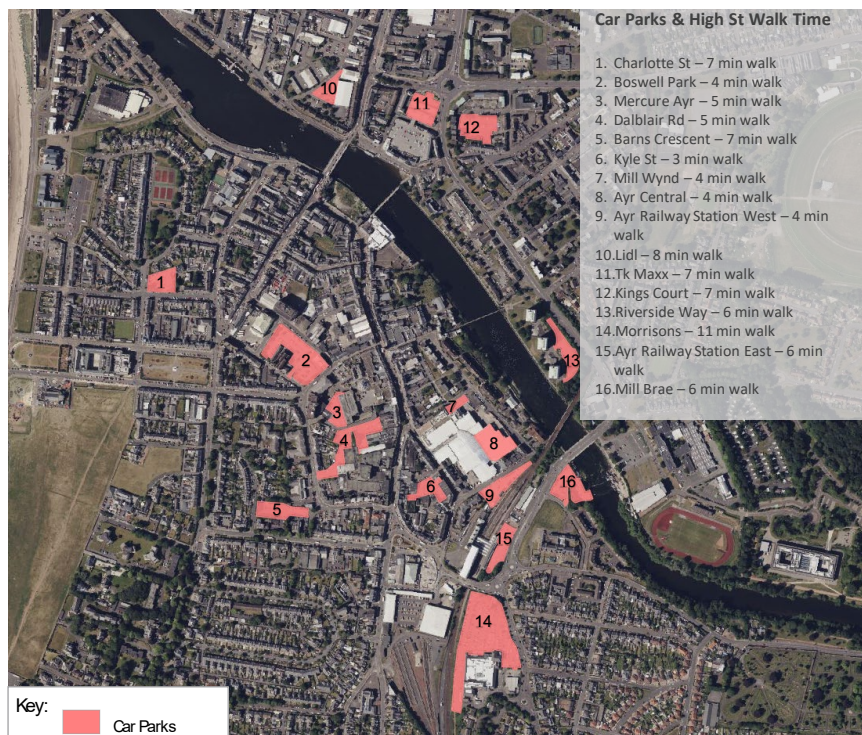 Car Parks & High St Walk Time
1. Charlotte St – 7 min walk
2. Boswell Park – 4 min walk
3. Mercure Ayr – 5 min walk
4. Dalblair Rd – 5 min walk
5. Barns Crescent – 7 min walk
6. Kyle St – 3 min walk
7. Mill Wynd – 4 min walk
8. Ayr Central – 4 min walk
9. Ayr Railway Station West – 4 min
walk
10.Lidl – 8 min walk
11.Tk Maxx – 7 min walk
12.Kings Court – 7 min walk
13.Riverside Way – 6 min walk
14.Morrisons – 11 min walk
15.Ayr Railway Station East – 6 min
walk
16.Mill Brae – 6 min walk
10
11
12
1
2
13
3
7
4
8
6
9
16
5
15
14
Key:
Car Parks